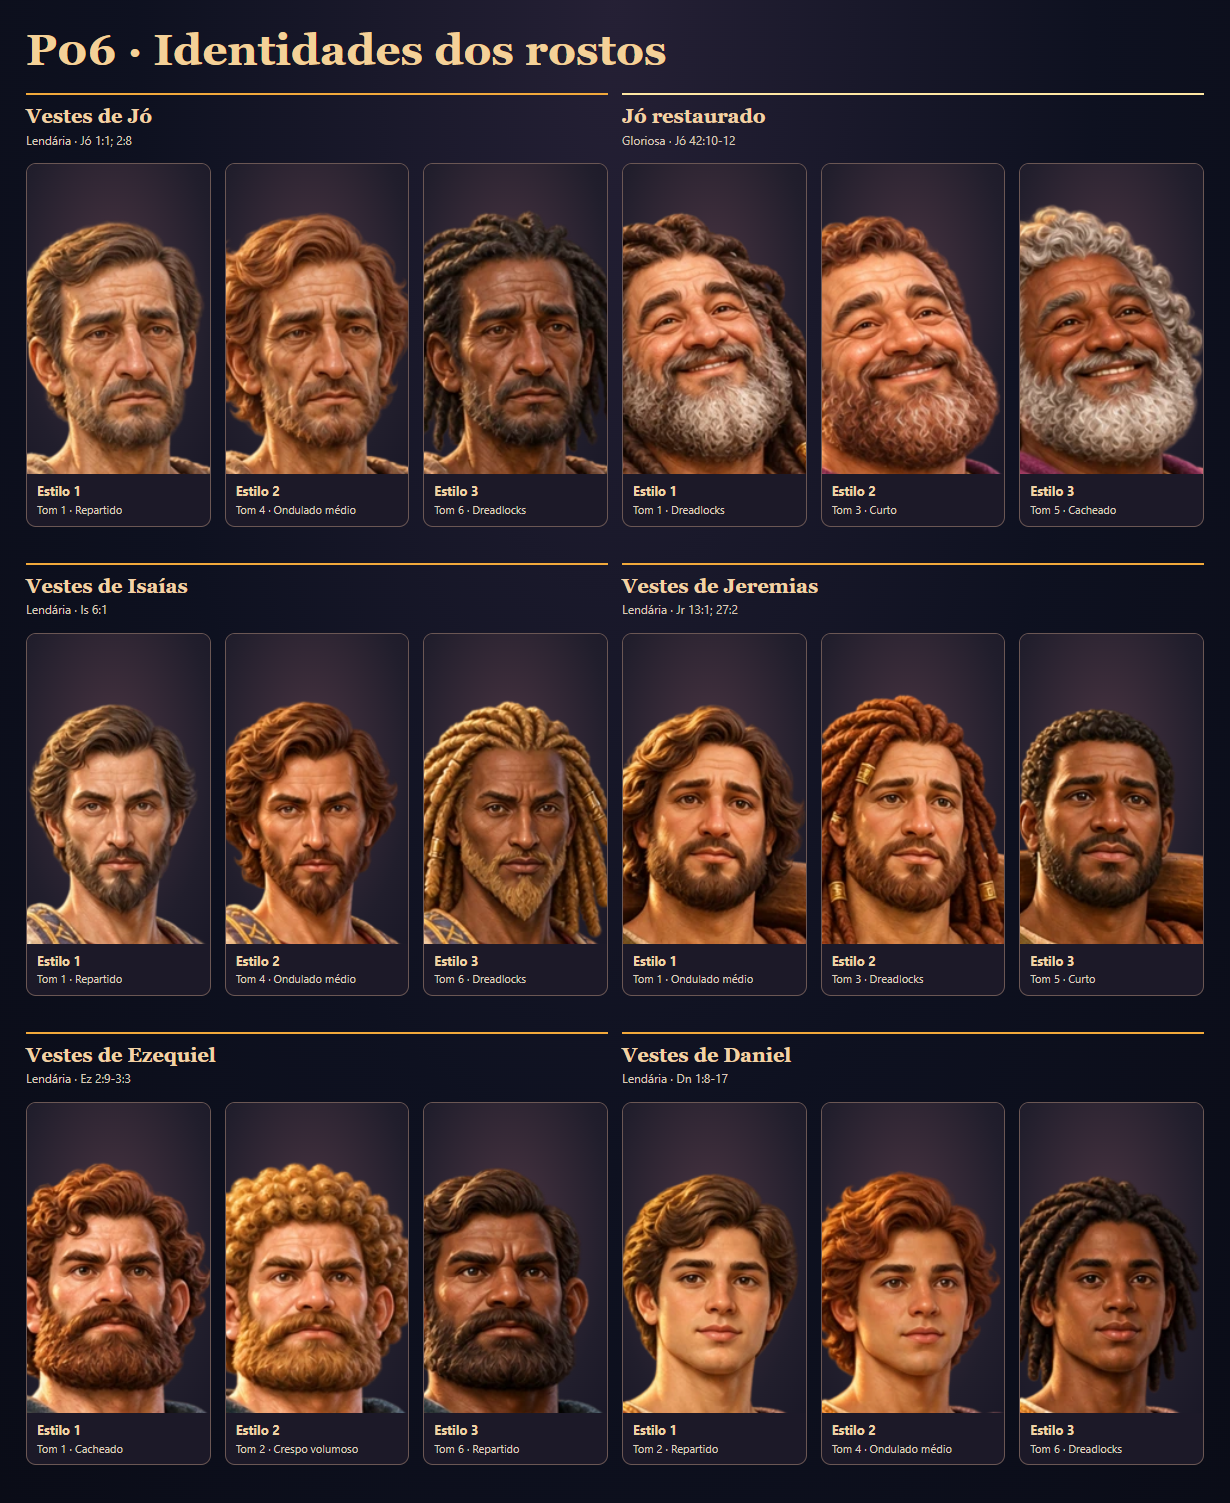 P06 · Identidades dos rostos
Vestes de Jó
Lendária · Jó 1:1; 2:8
Estilo 1
Tom 1 · Repartido
Estilo 2
Tom 4 · Ondulado médio
Estilo 3
Tom 6 · Dreadlocks
Jó restaurado
Gloriosa · Jó 42:10-12
Estilo 1
Tom 1 · Dreadlocks
Estilo 2
Tom 3 · Curto
Estilo 3
Tom 5 · Cacheado
Vestes de Isaías
Lendária · Is 6:1
Estilo 1
Tom 1 · Repartido
Estilo 2
Tom 4 · Ondulado médio
Estilo 3
Tom 6 · Dreadlocks
Vestes de Jeremias
Lendária · Jr 13:1; 27:2
Estilo 1
Tom 1 · Ondulado médio
Estilo 2
Tom 3 · Dreadlocks
Estilo 3
Tom 5 · Curto
Vestes de Ezequiel
Lendária · Ez 2:9-3:3
Estilo 1
Tom 1 · Cacheado
Estilo 2
Tom 2 · Crespo volumoso
Estilo 3
Tom 6 · Repartido
Vestes de Daniel
Lendária · Dn 1:8-17
Estilo 1
Tom 2 · Repartido
Estilo 2
Tom 4 · Ondulado médio
Estilo 3
Tom 6 · Dreadlocks